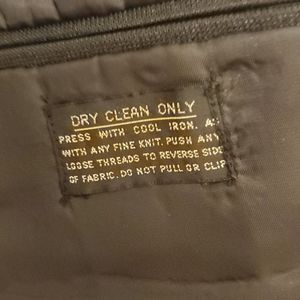 DRY CLEAN ONLY
PRESS WITH COOL IRON. AS
WITH ANY FINE KNIT. PUSH ANY
LOOSE THREADS TO REVERSE SIDE
OF FABRIC. DO NOT PULL OR CLIP